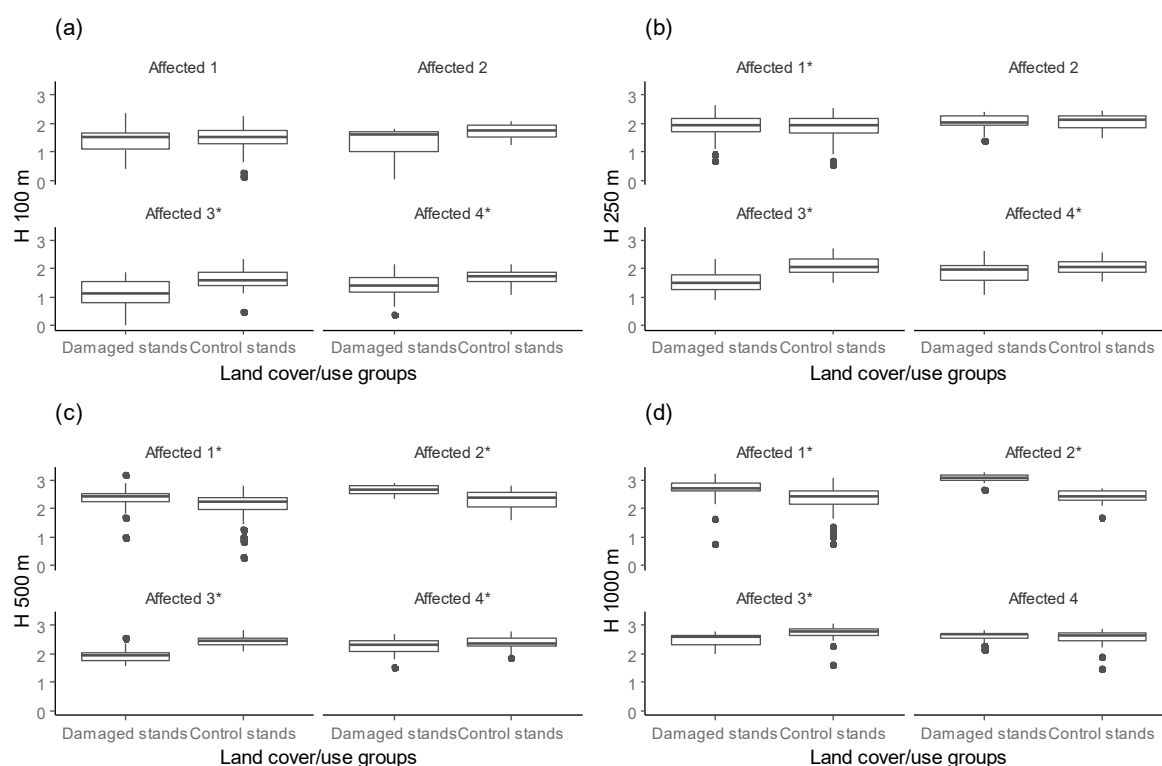 (a)
Affected 1
Affected 2
3
2
1
0
Affected 3*
Affected 4*
3
2
1
0
H 100 m
Damaged stands Control stands
Damaged stands Control stands
Land cover/use groups
(b)
Affected 1*
Affected 2
3
2
1
0
Affected 3*
Affected 4*
3
2
1
0
H 250 m
Damaged stands Control stands
Damaged stands Control stands
Land cover/use groups
(c)
Affected 1*
Affected 2*
3
2
1
0
Affected 3*
Affected 4*
3
2
1
0
H 500 m
Damaged stands Control stands
Damaged stands Control stands
Land cover/use groups
(d)
Affected 1*
Affected 2*
3
2
1
0
Affected 3*
Affected 4
3
2
1
0
H 1000 m
Damaged stands Control stands
Damaged stands Control stands
Land cover/use groups